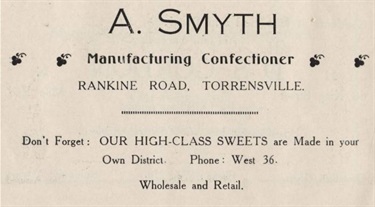 A. SMYTH
Manufacturing Confectioner
RANKINE ROAD, TORRENSVILLE.
Don't Forget: OUR HIGH-CLASS SWEETS are Made in your
Own District. Phone: West 36.
Wholesale and Retail.